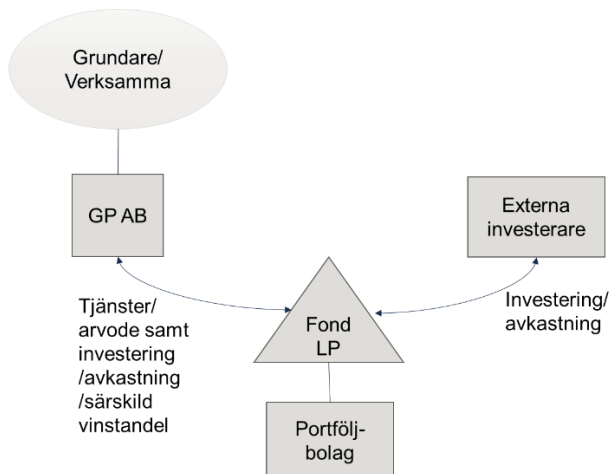 Grundare/
Verksamma
GP AB
Externa
investerare
Tjänster/
arvode samt
investering
/avkastning
/särskild
vinstandel
Fond
LP
Investering/
avkastning
Portfölj-
bolag